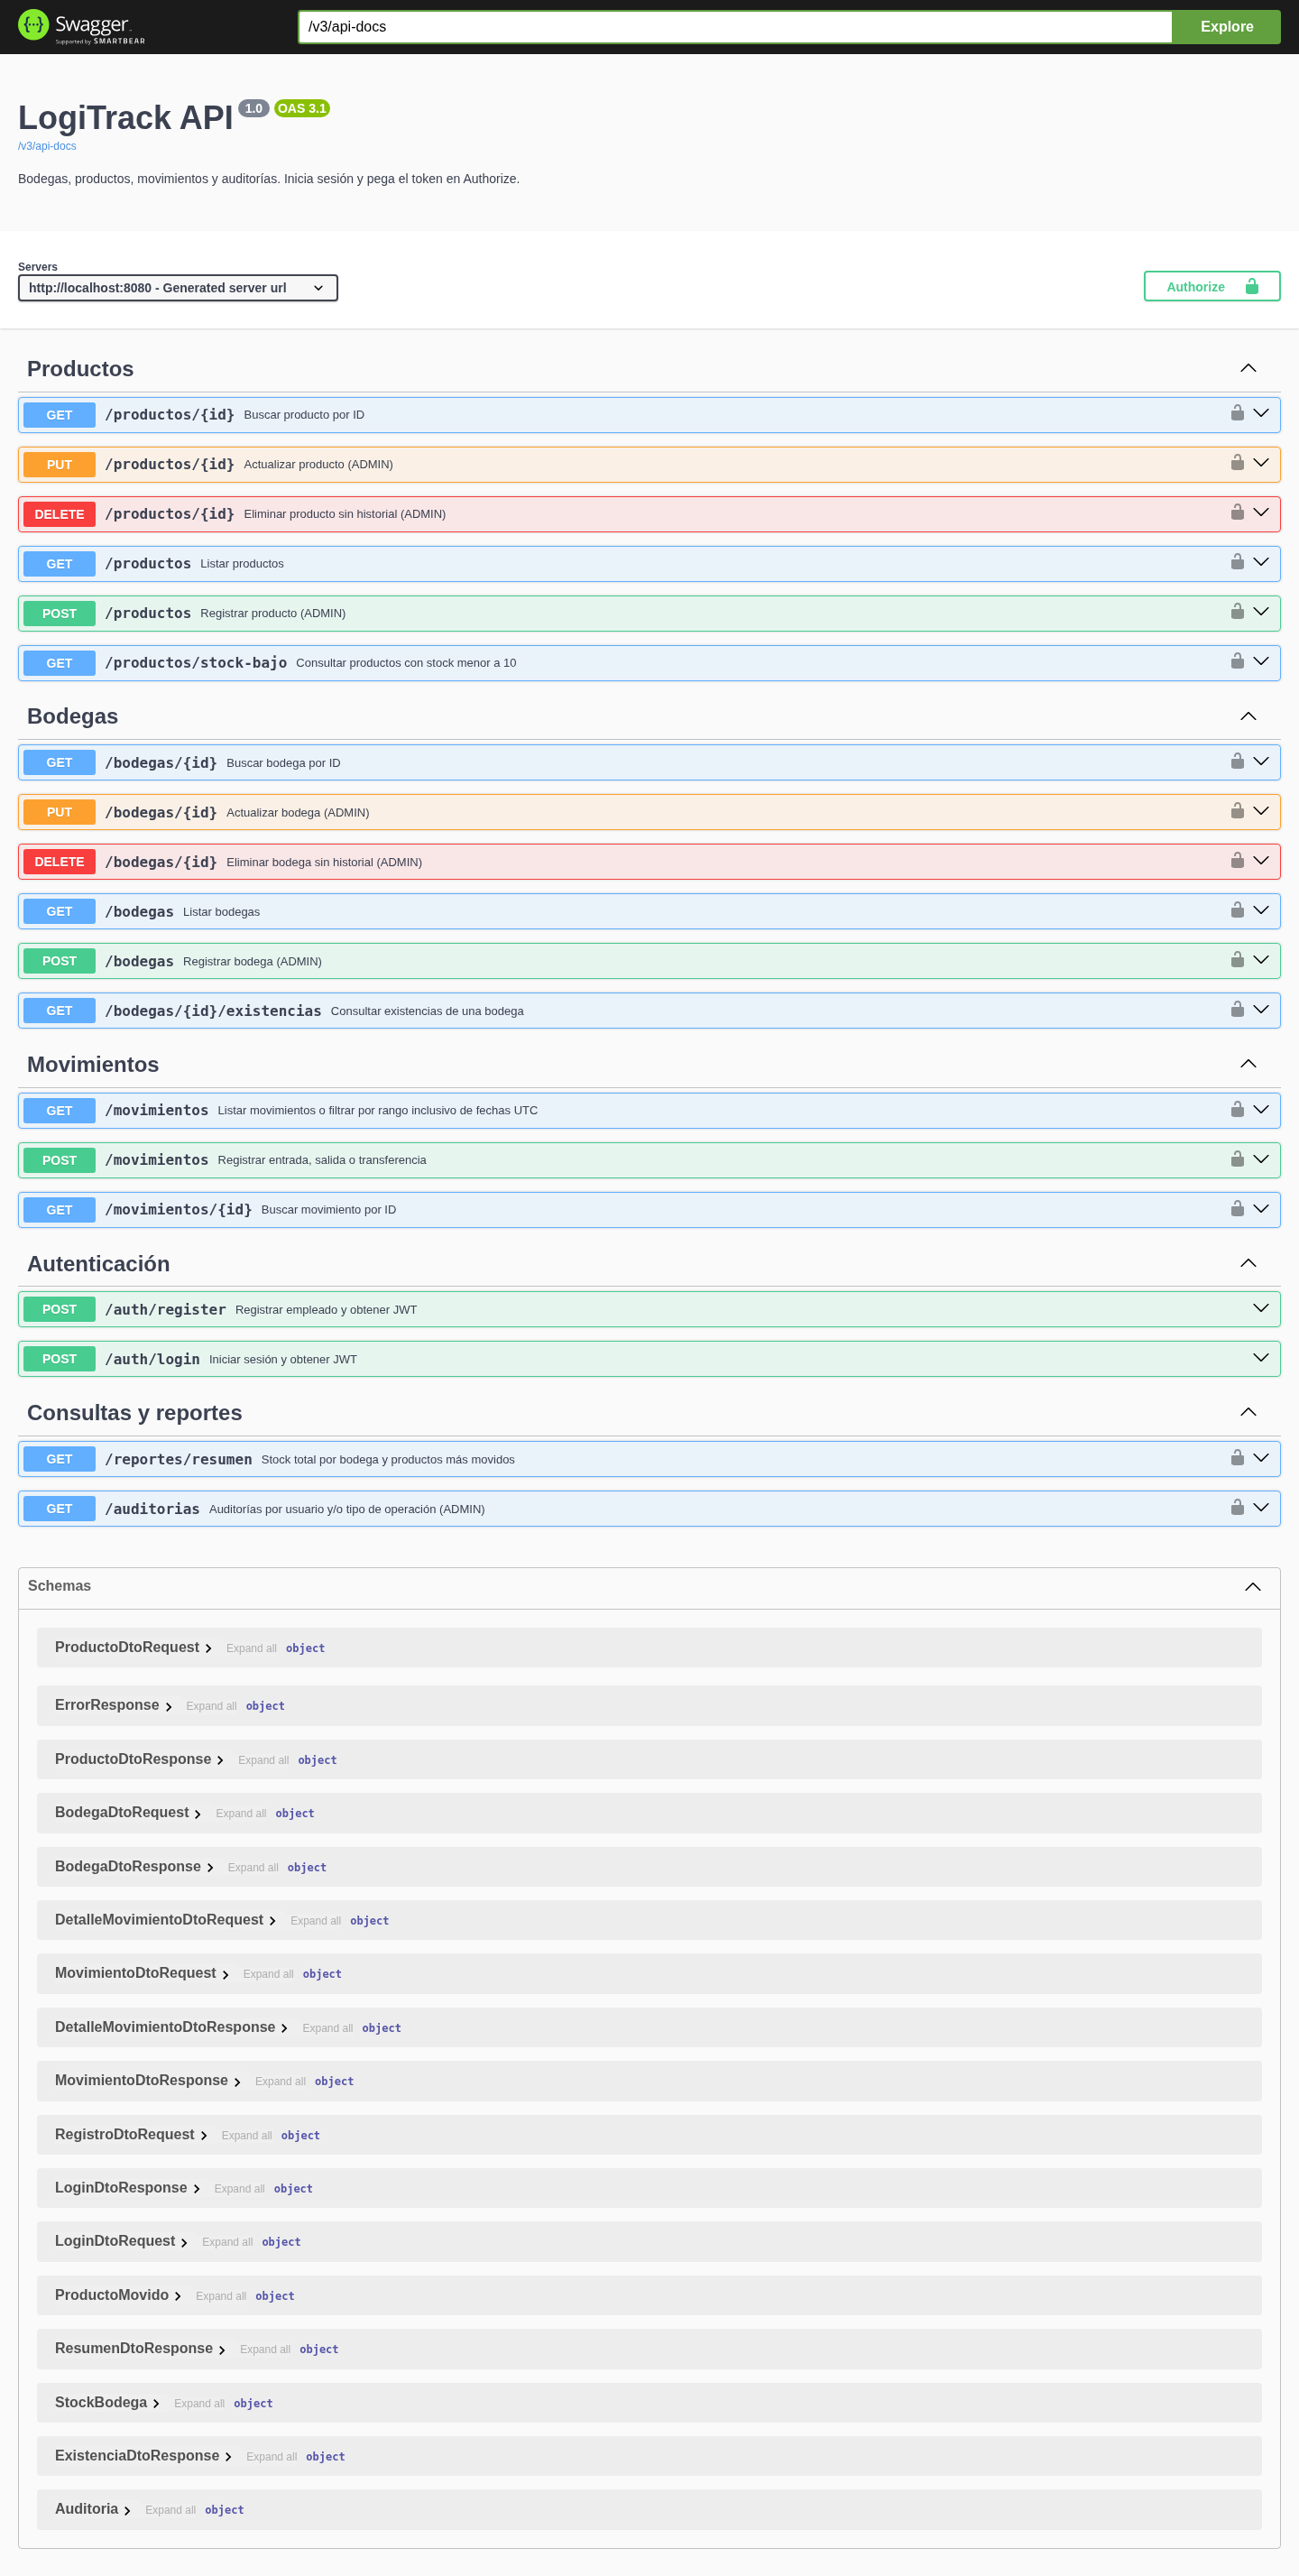 Swagger.
Supported by SMARTBEAR
/v3/api-docs
Explore
LogiTrack API 1.0 OAS 3.1
/v3/api-docs
Bodegas, productos, movimientos y auditorías. Inicia sesión y pega el token en Authorize.
Servers
http://localhost:8080 - Generated server url
Authorize
Productos
GET /productos/{id} Buscar producto por ID
PUT /productos/{id} Actualizar producto (ADMIN)
DELETE /productos/{id} Eliminar producto sin historial (ADMIN)
GET /productos Listar productos
POST /productos Registrar producto (ADMIN)
GET /productos/stock-bajo Consultar productos con stock menor a 10
Bodegas
GET /bodegas/{id} Buscar bodega por ID
PUT /bodegas/{id} Actualizar bodega (ADMIN)
DELETE /bodegas/{id} Eliminar bodega sin historial (ADMIN)
GET /bodegas Listar bodegas
POST /bodegas Registrar bodega (ADMIN)
GET /bodegas/{id}/existencias Consultar existencias de una bodega
Movimientos
GET /movimientos Listar movimientos o filtrar por rango inclusivo de fechas UTC
POST /movimientos Registrar entrada, salida o transferencia
GET /movimientos/{id} Buscar movimiento por ID
Autenticación
POST /auth/register Registrar empleado y obtener JWT
POST /auth/login Iniciar sesión y obtener JWT
Consultas y reportes
GET /reportes/resumen Stock total por bodega y productos más movidos
GET /auditorias Auditorías por usuario y/o tipo de operación (ADMIN)
Schemas
ProductoDtoRequest Expand all object
ErrorResponse Expand all object
ProductoDtoResponse Expand all object
BodegaDtoRequest Expand all object
BodegaDtoResponse Expand all object
DetalleMovimientoDtoRequest Expand all object
MovimientoDtoRequest Expand all object
DetalleMovimientoDtoResponse Expand all object
MovimientoDtoResponse Expand all object
RegistroDtoRequest Expand all object
LoginDtoResponse Expand all object
LoginDtoRequest Expand all object
ProductoMovido Expand all object
ResumenDtoResponse Expand all object
StockBodega Expand all object
ExistenciaDtoResponse Expand all object
Auditoria Expand all object